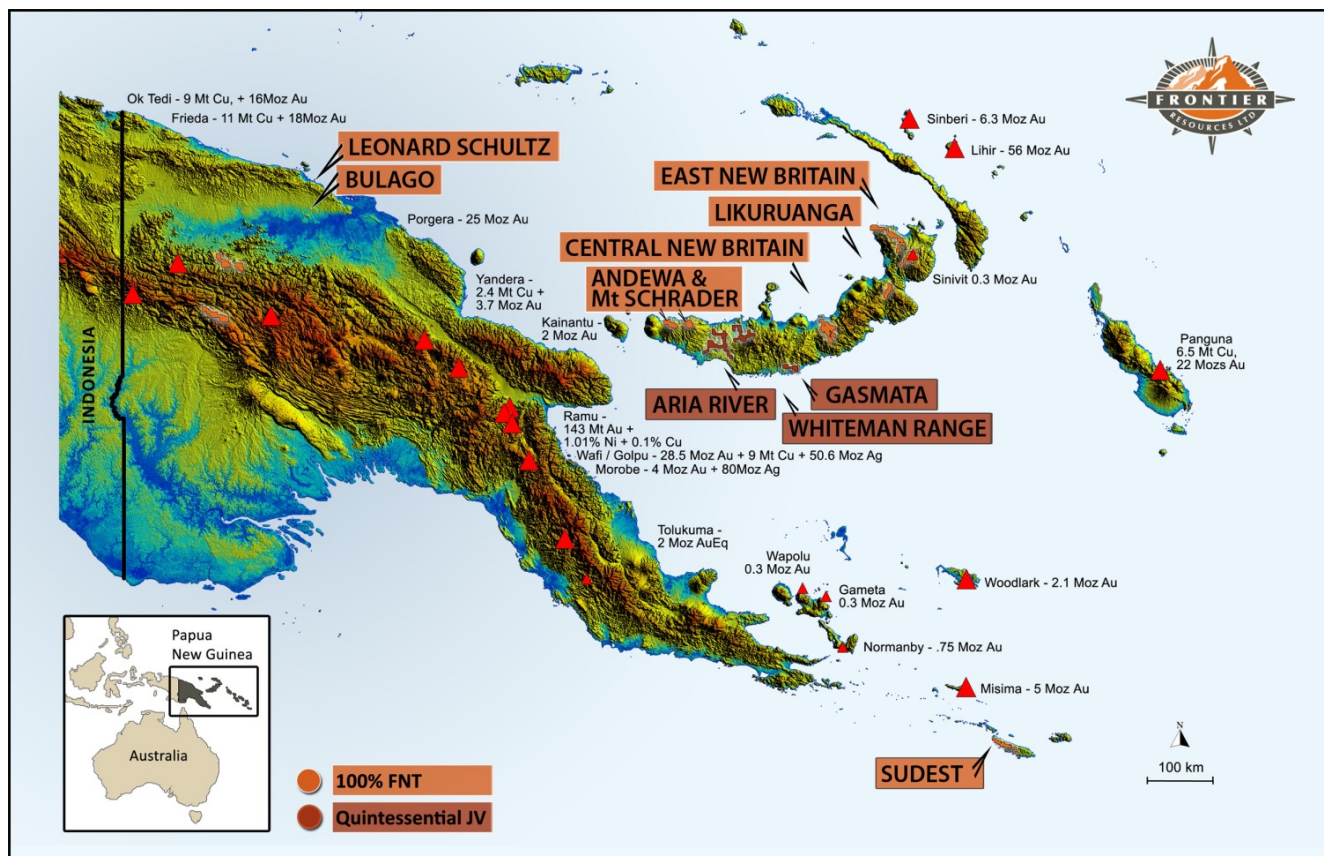 Ok Tedi - 9 Mt Cu, + 16Moz Au
Frieda - 11 Mt Cu + 18Moz Au
LEONARD SCHULTZ
BULAGO
Porgera - 25 Moz Au
Yandera -
2.4 Mt Cu +
3.7 Moz Au
Kainantu -
2 Moz Au
EAST NEW BRITAIN
LIKURUANGA
CENTRAL NEW BRITAIN
ANDEWA &
Mt SCHRADER
FRONTIER
RESOURCES LTD
Sinberi - 6.3 Moz Au
Lihir - 56 Moz Au
Sinivit 0.3 Moz Au
Panguna
6.5 Mt Cu,
22 Mozs Au
INDONESIA
ARIA RIVER
GASMATA
WHITEMAN RANGE
Ramu -
143 Mt Au +
1.01% Ni + 0.1% Cu
Wafi / Golpu - 28.5 Moz Au + 9 Mt Cu + 50.6 Moz Ag
Morobe - 4 Moz Au + 80Moz Ag
Tolukuma -
2 Moz AuEq
Wapolu
0.3 Moz Au
Gameta
0.3 Moz Au
Woodlark - 2.1 Moz Au
Normanby - .75 Moz Au
Misima - 5 Moz Au
SUDEST
N
100 km
Papua
New Guinea
Australia
100% FNT
Quintessential JV